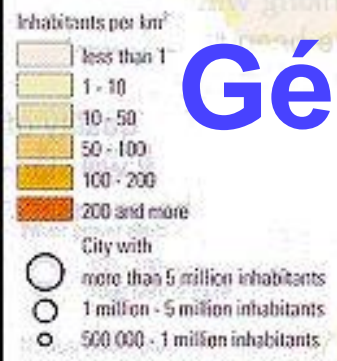 Inhabitants per km²
less than 1
Gé
1 - 10
10 - 50
50 - 100
100 - 200
200 and more
City with
more than 5 million inhabitants
1 million - 5 million inhabitants
500 000 - 1 million inhabitants